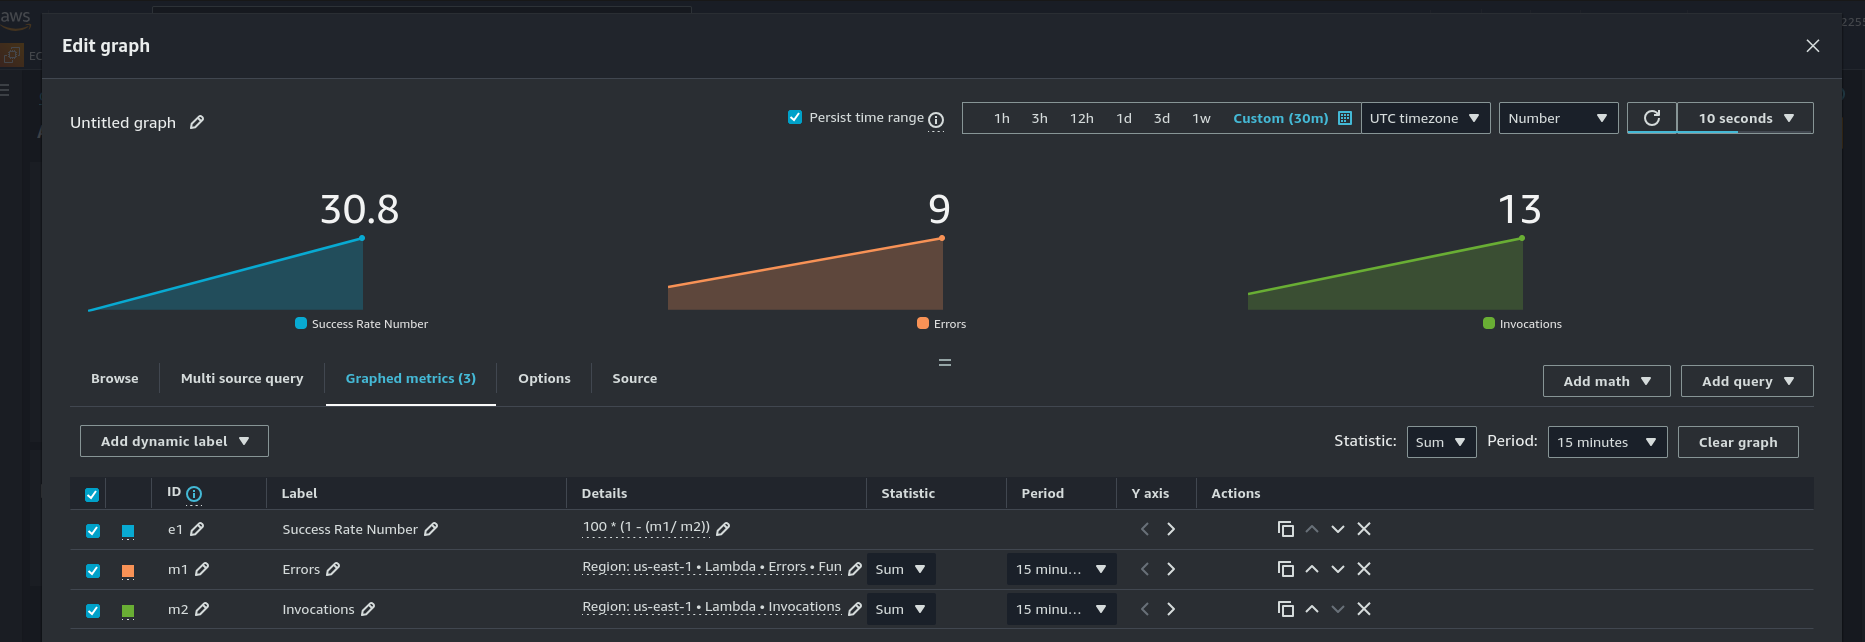 aws
2255
Edit graph
EC
Untitled graph
Persist time range
1h 3h 12h 1d 3d 1w Custom (30m) UTC timezone Number 10 seconds
30.8 9 13
Success Rate Number Errors Invocations
Browse Multi source query Graphed metrics (3) Options Source Add math Add query
Add dynamic label Statistic: Sum Period: 15 minutes Clear graph
ID Label Details Statistic Period Y axis Actions
e1 Success Rate Number 100 * (1 - (m1/ m2))
m1 Errors Region: us-east-1 • Lambda • Errors • Fun Sum 15 minu...
m2 Invocations Region: us-east-1 • Lambda • Invocations Sum 15 minu...